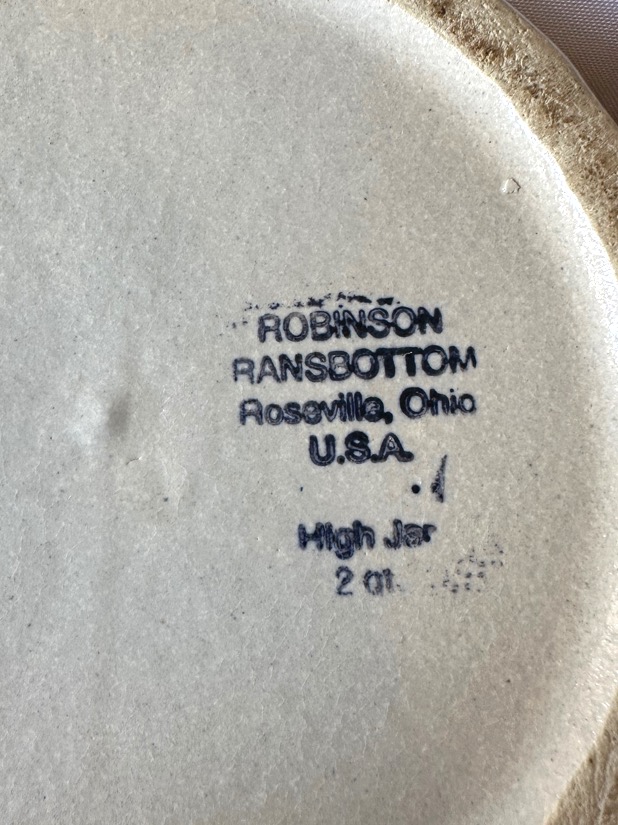 ROBINSON
RANSBOTTOM
Roseville, Ohio
U.S.A.
High Jar
2 qt.